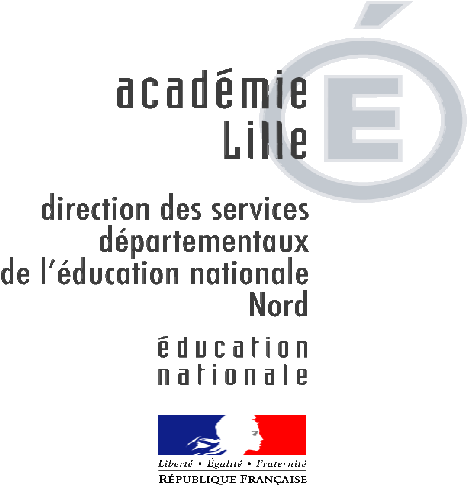 É
académie
Lille
direction des services
départementaux
de l'éducation nationale
Nord
éducation
nationale
Liberté • Égalité • Fraternité
RÉPUBLIQUE FRANÇAISE